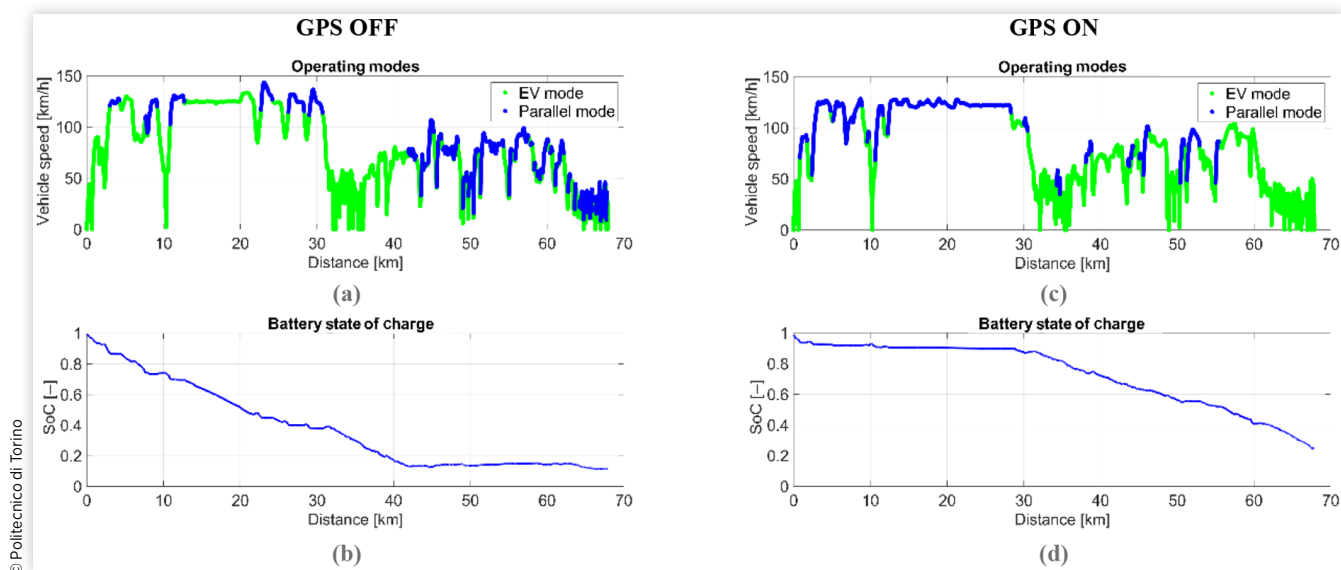 GPS OFF
Operating modes
Vehicle speed [km/h]
150
100
50
0
EV mode
Parallel mode
0 10 20 30 40 50 60 70
Distance [km]
(a)
Battery state of charge
SoC [–]
1
0.8
0.6
0.4
0.2
0
0 10 20 30 40 50 60 70
Distance [km]
(b)
GPS ON
Operating modes
Vehicle speed [km/h]
150
100
50
0
EV mode
Parallel mode
0 10 20 30 40 50 60 70
Distance [km]
(c)
Battery state of charge
SoC [–]
1
0.8
0.6
0.4
0.2
0
0 10 20 30 40 50 60 70
Distance [km]
(d)
© Politecnico di Torino